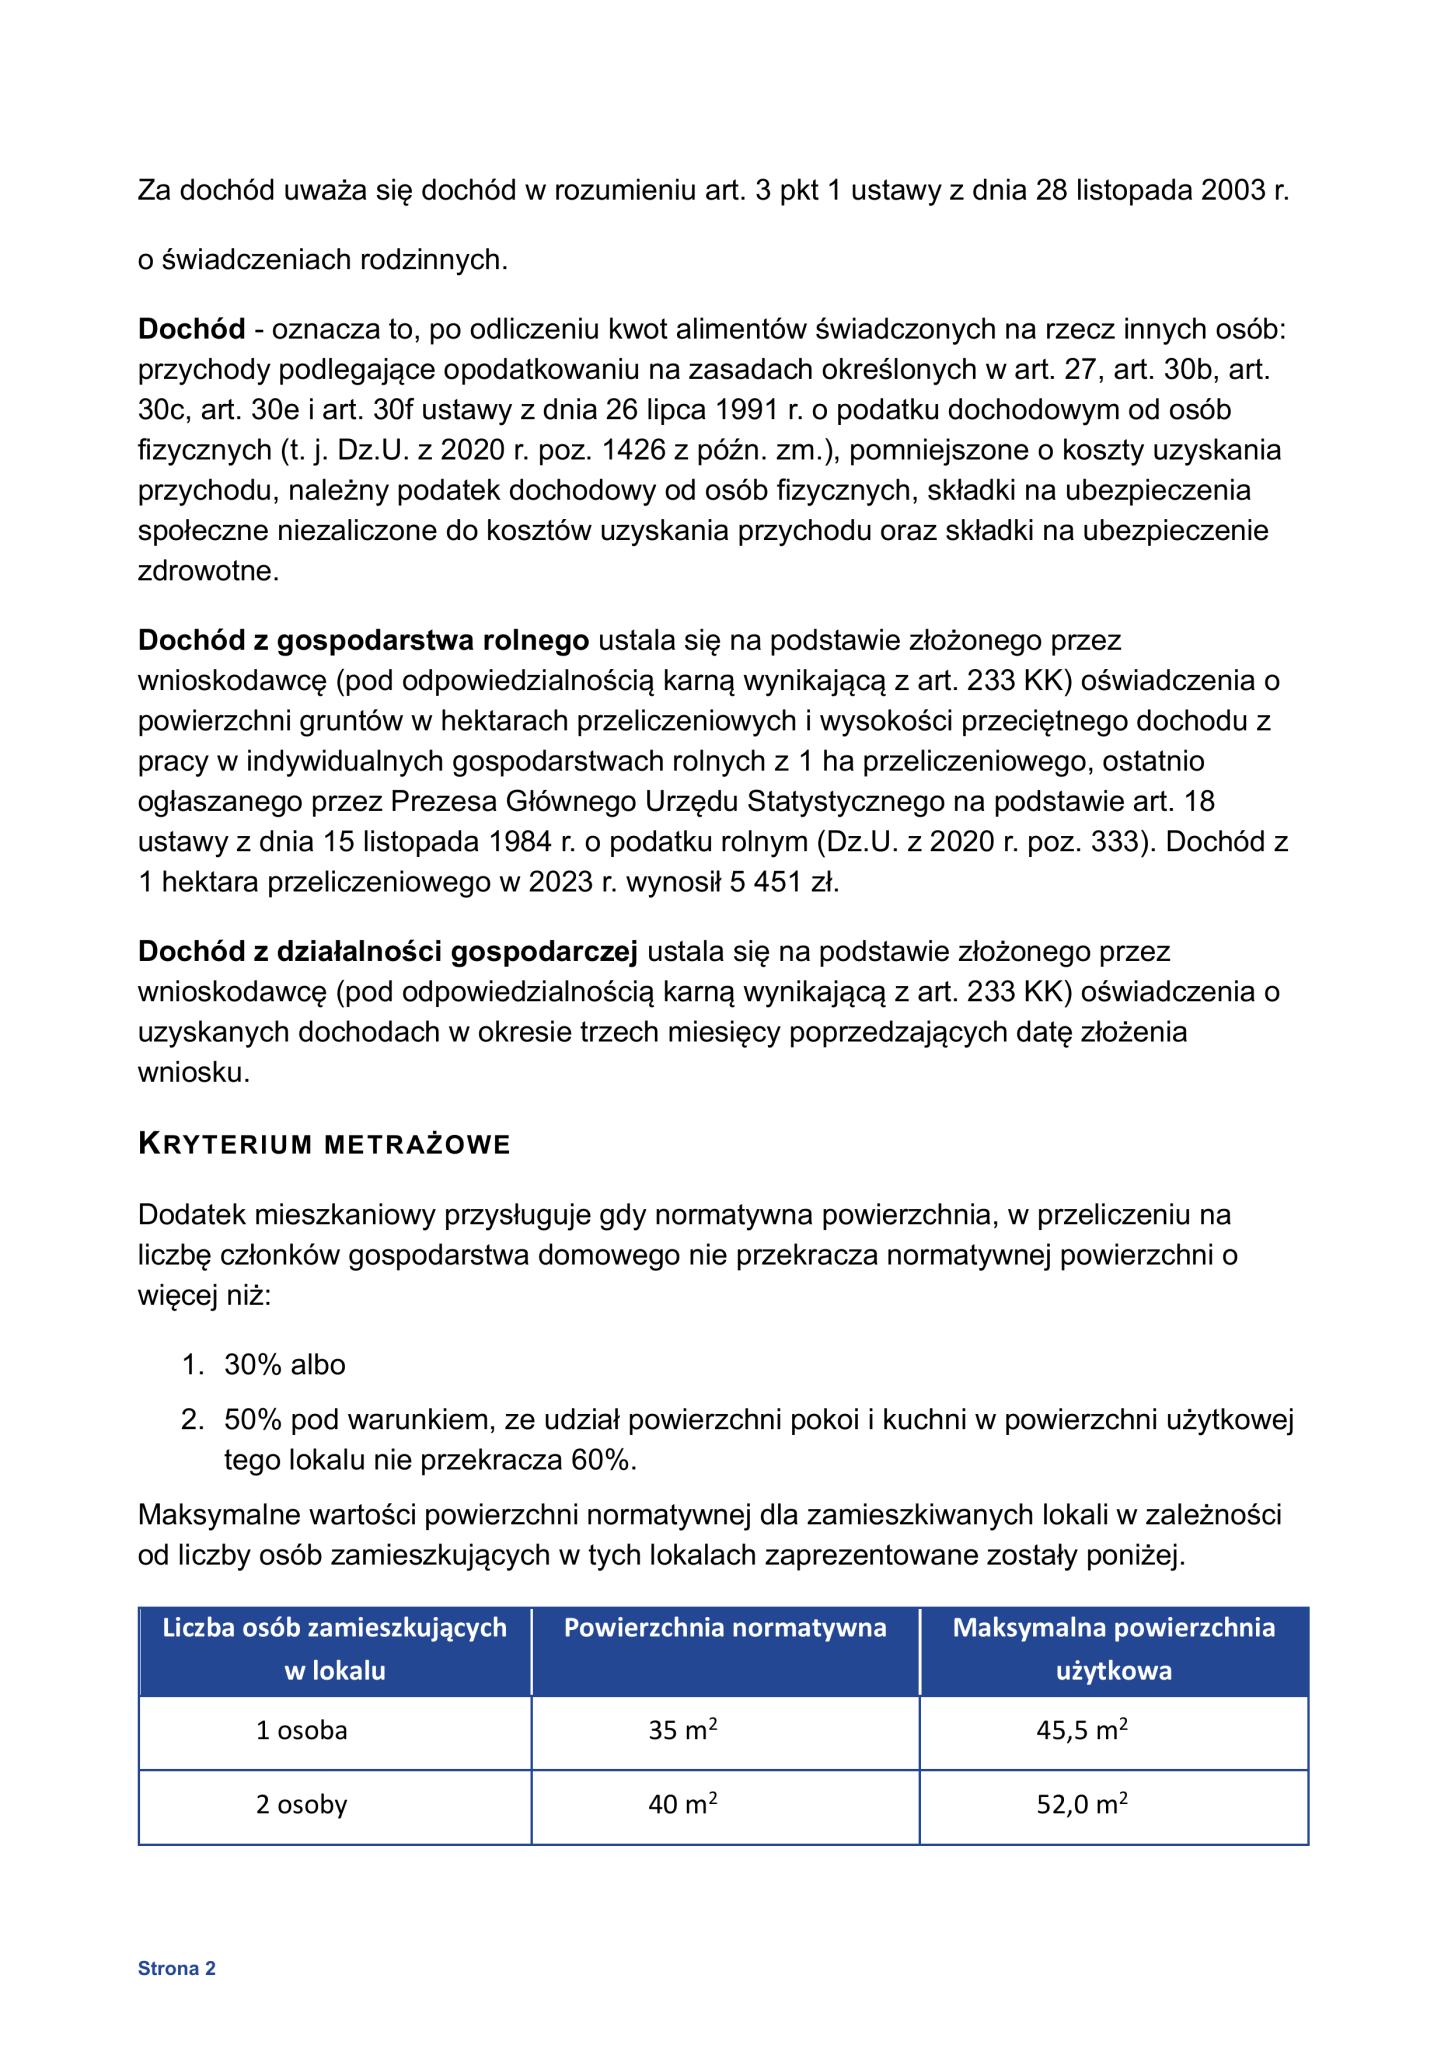 Za dochód uważa się dochód w rozumieniu art. 3 pkt 1 ustawy z dnia 28 listopada 2003 r.
o świadczeniach rodzinnych.
Dochód - oznacza to, po odliczeniu kwot alimentów świadczonych na rzecz innych osób:
przychody podlegające opodatkowaniu na zasadach określonych w art. 27, art. 30b, art.
30c, art. 30e i art. 30f ustawy z dnia 26 lipca 1991 r. o podatku dochodowym od osób
fizycznych (t. j. Dz.U. z 2020 r. poz. 1426 z późn. zm.), pomniejszone o koszty uzyskania
przychodu, należny podatek dochodowy od osób fizycznych, składki na ubezpieczenia
społeczne niezaliczone do kosztów uzyskania przychodu oraz składki na ubezpieczenie
zdrowotne.
Dochód z gospodarstwa rolnego ustala się na podstawie złożonego przez
wnioskodawcę (pod odpowiedzialnością karną wynikającą z art. 233 KK) oświadczenia o
powierzchni gruntów w hektarach przeliczeniowych i wysokości przeciętnego dochodu z
pracy w indywidualnych gospodarstwach rolnych z 1 ha przeliczeniowego, ostatnio
ogłaszanego przez Prezesa Głównego Urzędu Statystycznego na podstawie art. 18
ustawy z dnia 15 listopada 1984 r. o podatku rolnym (Dz.U. z 2020 r. poz. 333). Dochód z
1 hektara przeliczeniowego w 2023 r. wynosił 5 451 zł.
Dochód z działalności gospodarczej ustala się na podstawie złożonego przez
wnioskodawcę (pod odpowiedzialnością karną wynikającą z art. 233 KK) oświadczenia o
uzyskanych dochodach w okresie trzech miesięcy poprzedzających datę złożenia
wniosku.
KRYTERIUM METRAŻOWE
Dodatek mieszkaniowy przysługuje gdy normatywna powierzchnia, w przeliczeniu na
liczbę członków gospodarstwa domowego nie przekracza normatywnej powierzchni o
więcej niż:
1. 30% albo
2. 50% pod warunkiem, ze udział powierzchni pokoi i kuchni w powierzchni użytkowej
tego lokalu nie przekracza 60%.
Maksymalne wartości powierzchni normatywnej dla zamieszkiwanych lokali w zależności
od liczby osób zamieszkujących w tych lokalach zaprezentowane zostały poniżej.
Liczba osób zamieszkujących w lokalu Powierzchnia normatywna Maksymalna powierzchnia użytkowa
1 osoba 35 m² 45,5 m²
2 osoby 40 m² 52,0 m²
Strona 2